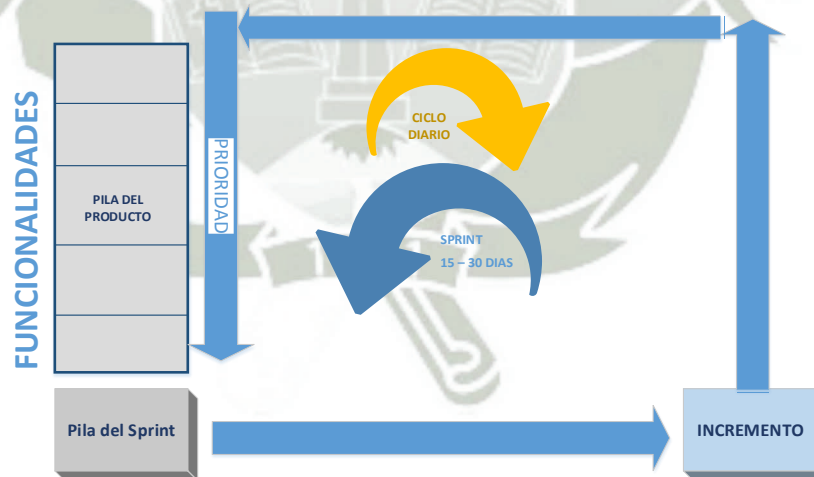 FUNCIONALIDADES
PILA DEL
PRODUCTO
PRIORIDAD
CICLO
DIARIO
SPRINT
15 – 30 DIAS
Pila del Sprint
INCREMENTO